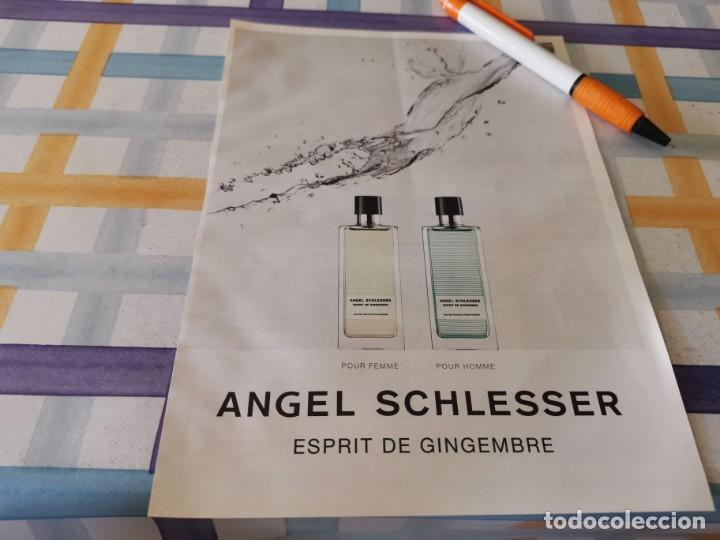 ANGEL SCHLESSER
ESPRIT DE GINGEMBRE
ANGEL SCHLESSER
ESPRIT DE GINGEMBRE
POUR FEMME
POUR HOMME
ANGEL SCHLESSER
ESPRIT DE GINGEMBRE
todocoleccion